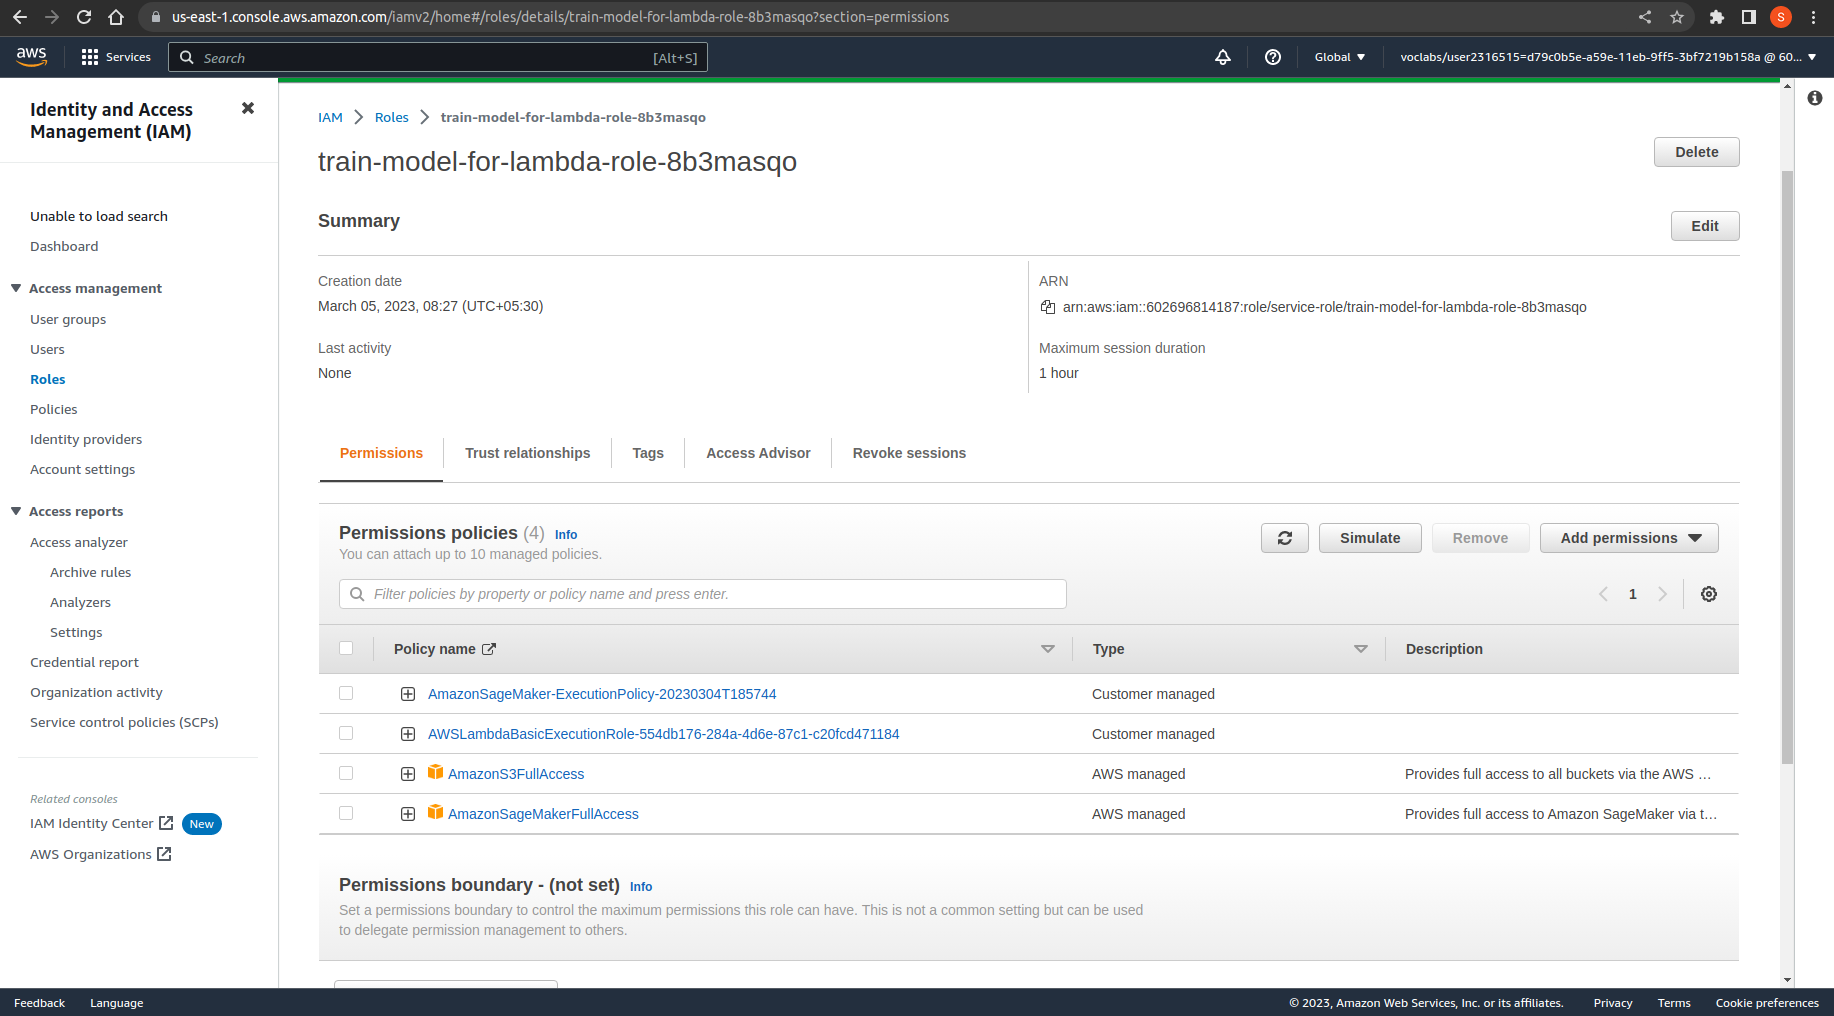 us-east-1.console.aws.amazon.com/iamv2/home#/roles/details/train-model-for-lambda-role-8b3masqo?section=permissions
S
aws
Services
Search
[Alt+S]
Global
voclabs/user2316515=d79c0b5e-a59e-11eb-9ff5-3bf7219b158a @ 60...
Identity and Access
Management (IAM)
Unable to load search
Dashboard
Access management
User groups
Users
Roles
Policies
Identity providers
Account settings
Access reports
Access analyzer
Archive rules
Analyzers
Settings
Credential report
Organization activity
Service control policies (SCPs)
Related consoles
IAM Identity Center New
AWS Organizations
IAM > Roles > train-model-for-lambda-role-8b3masqo
train-model-for-lambda-role-8b3masqo
Delete
Summary
Edit
Creation date
March 05, 2023, 08:27 (UTC+05:30)
Last activity
None
ARN
arn:aws:iam::602696814187:role/service-role/train-model-for-lambda-role-8b3masqo
Maximum session duration
1 hour
Permissions
Trust relationships
Tags
Access Advisor
Revoke sessions
Permissions policies (4) Info
You can attach up to 10 managed policies.
Simulate
Remove
Add permissions
Filter policies by property or policy name and press enter.
1
Policy name Type Description
AmazonSageMaker-ExecutionPolicy-20230304T185744 Customer managed
AWSLambdaBasicExecutionRole-554db176-284a-4d6e-87c1-c20fcd471184 Customer managed
AmazonS3FullAccess AWS managed Provides full access to all buckets via the AWS ...
AmazonSageMakerFullAccess AWS managed Provides full access to Amazon SageMaker via t...
Permissions boundary - (not set) Info
Set a permissions boundary to control the maximum permissions this role can have. This is not a common setting but can be used
to delegate permission management to others.
Feedback
Language
© 2023, Amazon Web Services, Inc. or its affiliates.
Privacy
Terms
Cookie preferences